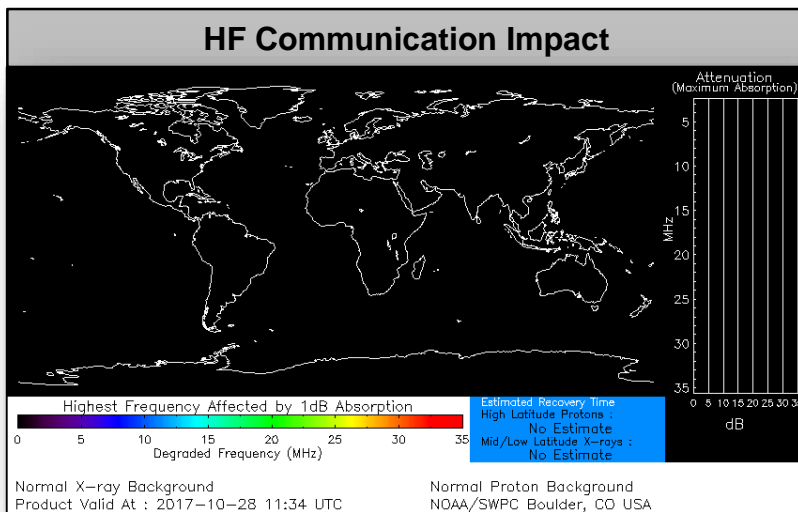 HF Communication Impact
Attenuation
(Maximum Absorption)
5
10
15
20
25
30
35
MHz
0 5 10 15 20 25 30
dB
Highest Frequency Affected by 1dB Absorption
0 5 10 15 20 25 30 35
Degraded Frequency (MHz)
Estimated Recovery Time
High Latitude Protons :
No Estimate
Mid/Low Latitude X-rays :
No Estimate
Normal X-ray Background
Normal Proton Background
Product Valid At : 2017-10-28 11:34 UTC
NOAA/SWPC Boulder, CO USA